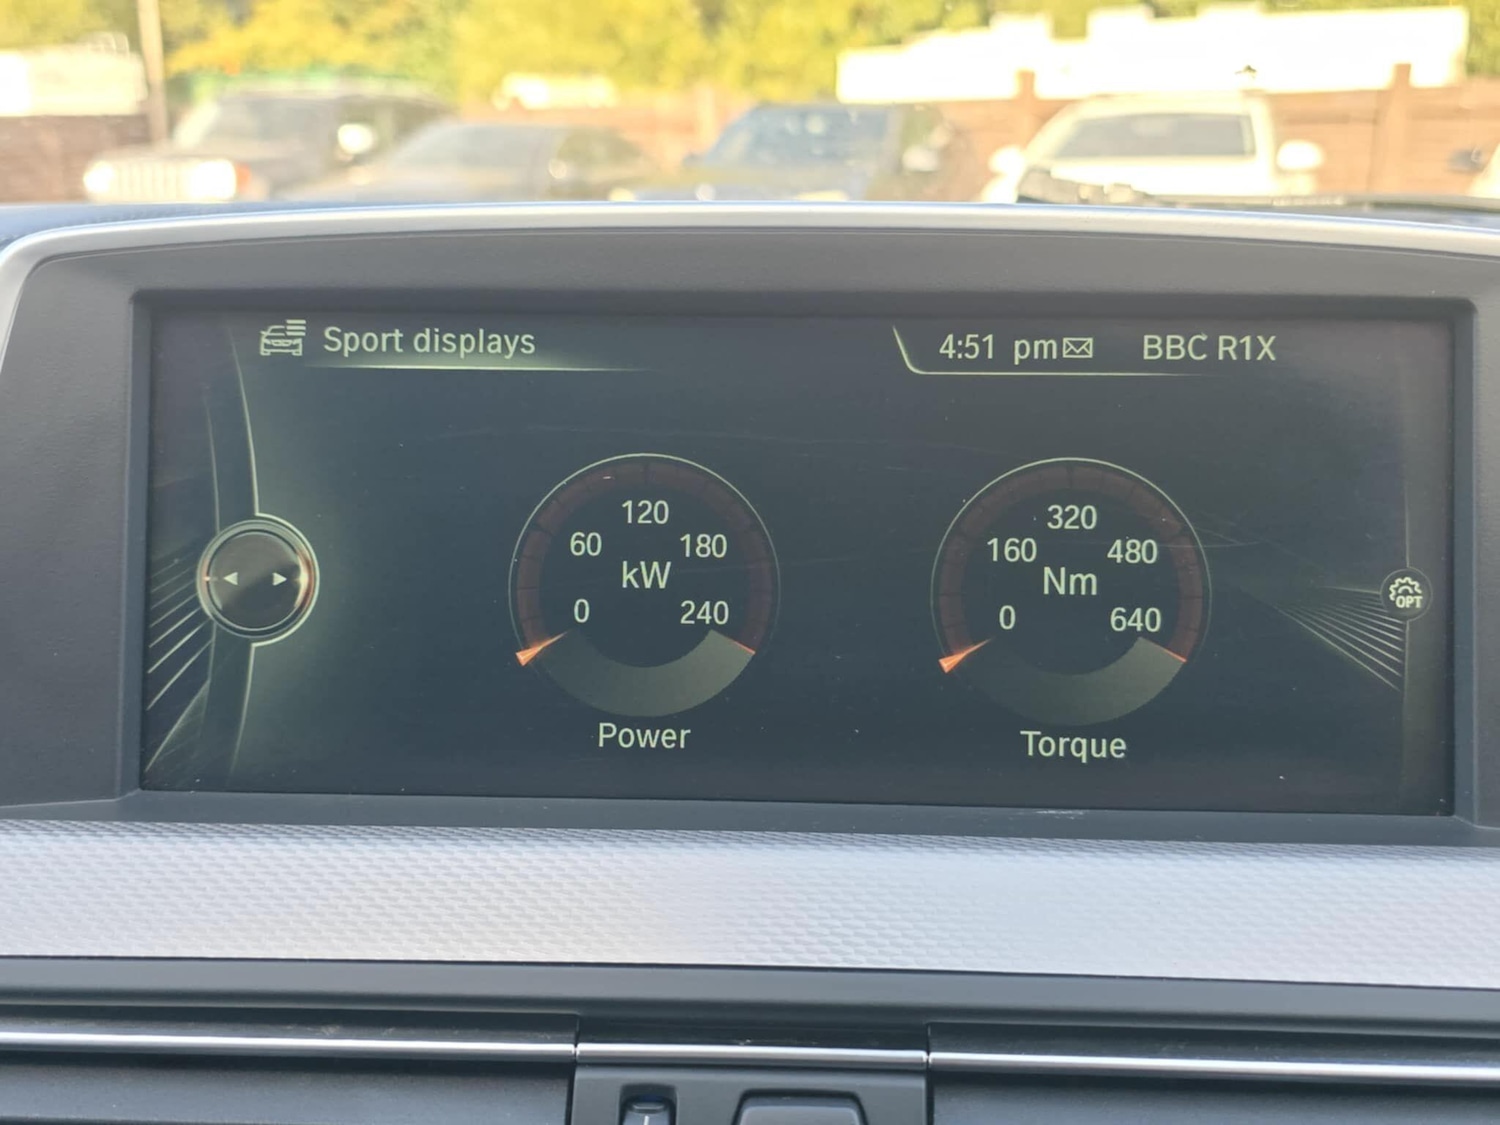 Sport displays
4:51 pm BBC R1X
120
60 180
kW
0 240
Power
320
160 480
Nm
0 640
Torque
OPT